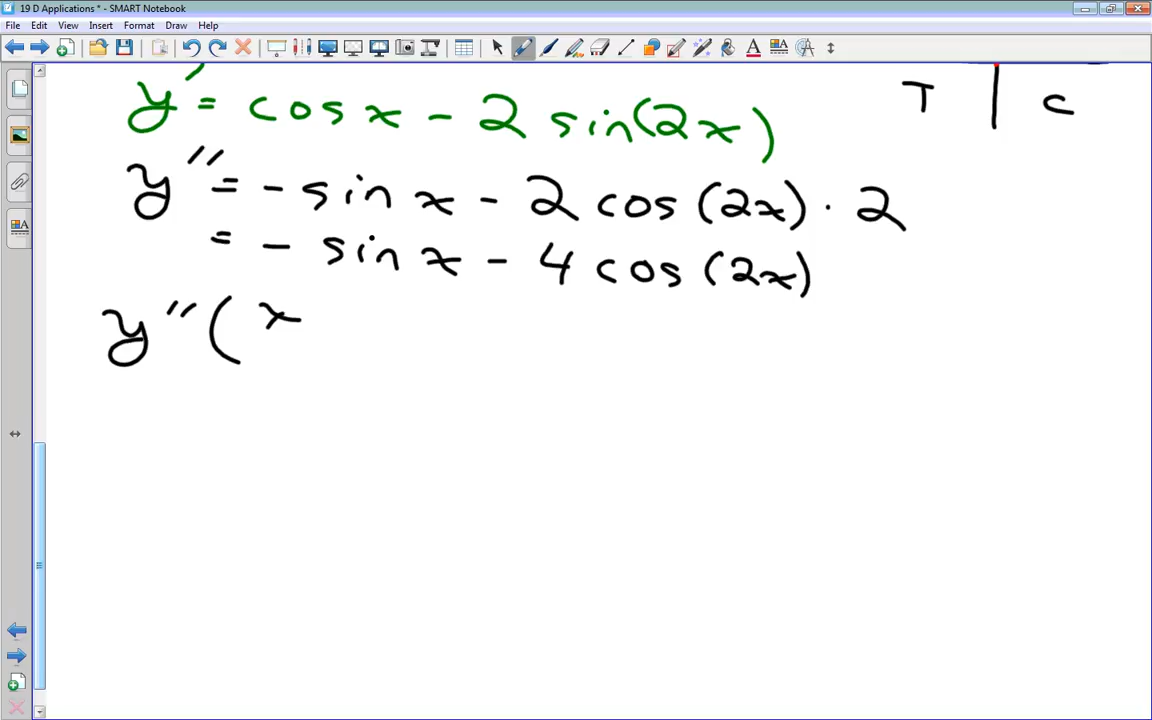 19 D Applications * - SMART Notebook
File Edit View Insert Format Tools Draw Help
y' = cos x - 2 sin(2x)
T | C
y'' = - sin x - 2 cos (2x) · 2
= - sin x - 4 cos (2x)
y'' ( x